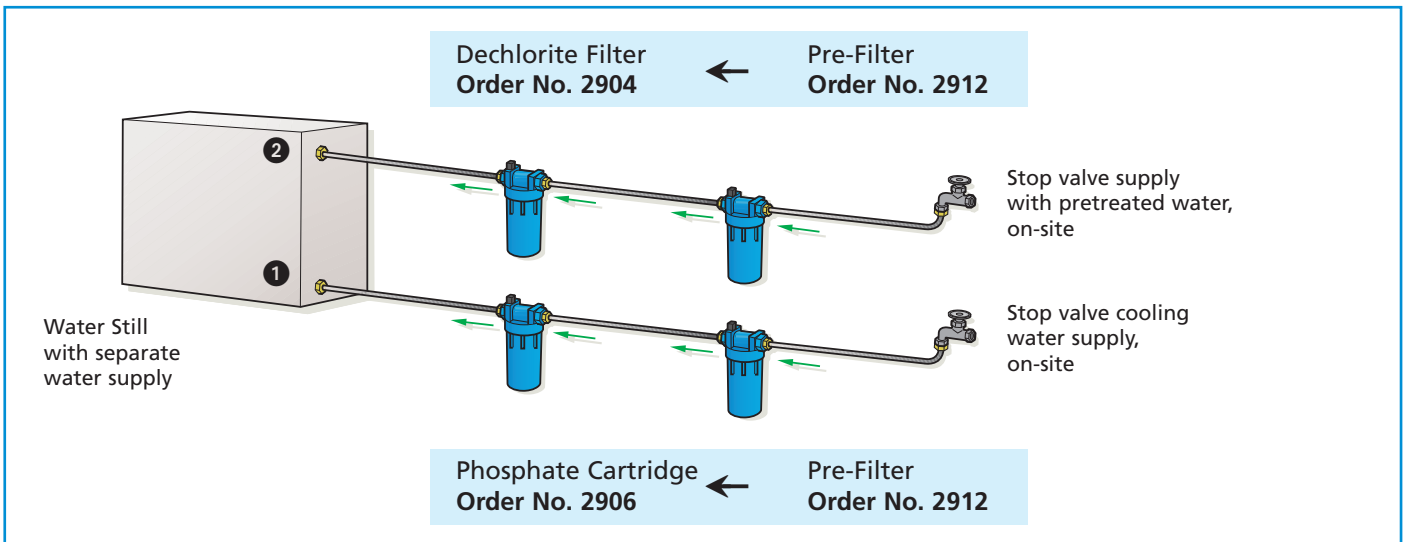 Dechlorite Filter
Order No. 2904
Pre-Filter
Order No. 2912
2
Stop valve supply
with pretreated water,
on-site
1
Water Still
with separate
water supply
Stop valve cooling
water supply,
on-site
Phosphate Cartridge
Order No. 2906
Pre-Filter
Order No. 2912